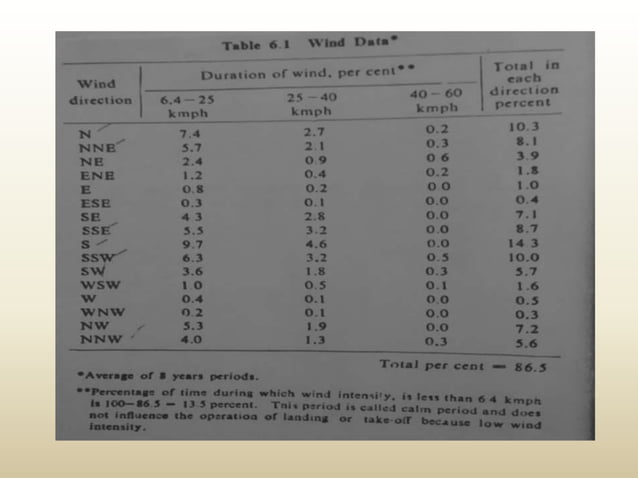 Table 6.1 Wind Data*
Wind direction | Duration of wind, per cent** | Total in each direction percent
6.4–25 kmph | 25–40 kmph | 40–60 kmph
N 7.4 2.7 0.2 10.3
NNE 5.7 2.1 0.3 8.1
NE 2.4 0.9 0 6 3.9
ENE 1.2 0.4 0.2 1.8
E 0.8 0.2 0 0 1.0
ESE 0.3 0.1 0.0 0.4
SE 4.3 2.8 0.0 7.1
SSE 5.5 3.2 0.0 8.7
S 9.7 4.6 0.0 14.3
SSW 6.3 3.2 0.5 10.0
SW 3.6 1.8 0.3 5.7
WSW 1 0 0.5 0.1 1.6
W 0.4 0.1 0.0 0.5
WNW 0.2 0.1 0.0 0.3
NW 5.3 1.9 0.0 7.2
NNW 4.0 1.3 0.3 5.6
Total per cent = 86.5
*Average of 8 years periods.
**Percentage of time during which wind intensity, is less than 6 4 kmph
is 100–86.5 = 13.5 percent. This period is called calm period and does
not influence the operation of landing or take-off because low wind
intensity.